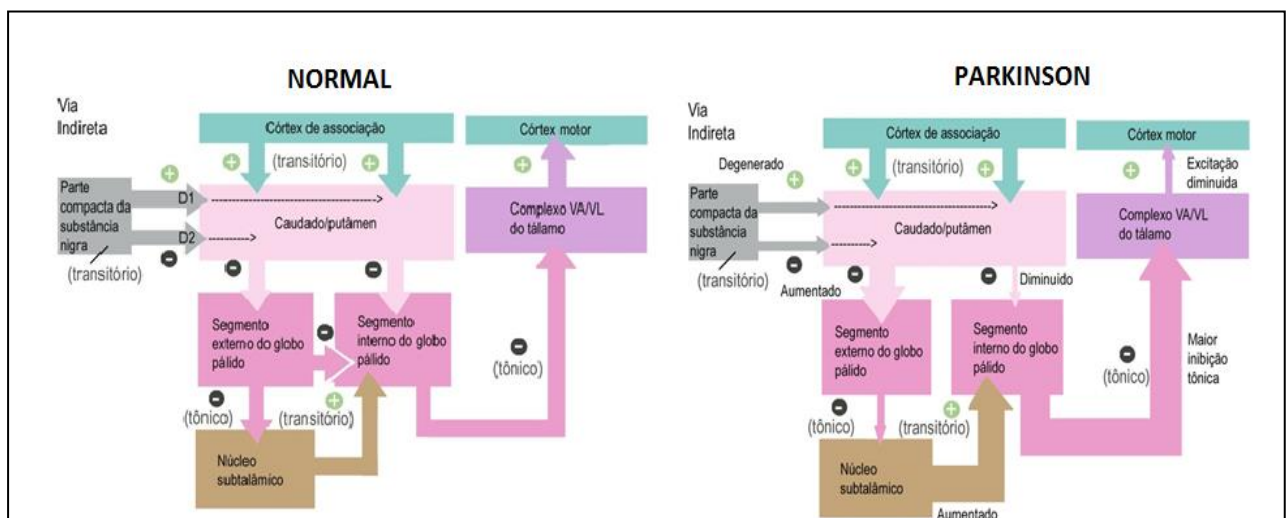 NORMAL
Via
Indireta
Córtex de associação
Córtex motor
(transitório)
Parte
compacta da
substância
nigra
(transitório)
D1
D2
Caudado/putâmen
Complexo VA/VL
do tálamo
Segmento
externo do globo
pálido
Segmento
interno do globo
pálido
(tônico)
(tônico)
(transitório)
Núcleo
subtalâmico
PARKINSON
Via
Indireta
Córtex de associação
Córtex motor
Degenerado
(transitório)
Excitação
diminuida
Parte
compacta da
substância
nigra
(transitório)
Caudado/putâmen
Complexo VA/VL
do tálamo
Aumentado
Diminuído
Segmento
externo do globo
pálido
Segmento
interno do globo
pálido
Maior
inibição
tônica
(tônico)
(tônico)
(transitório)
Núcleo
subtalâmico
Aumentado